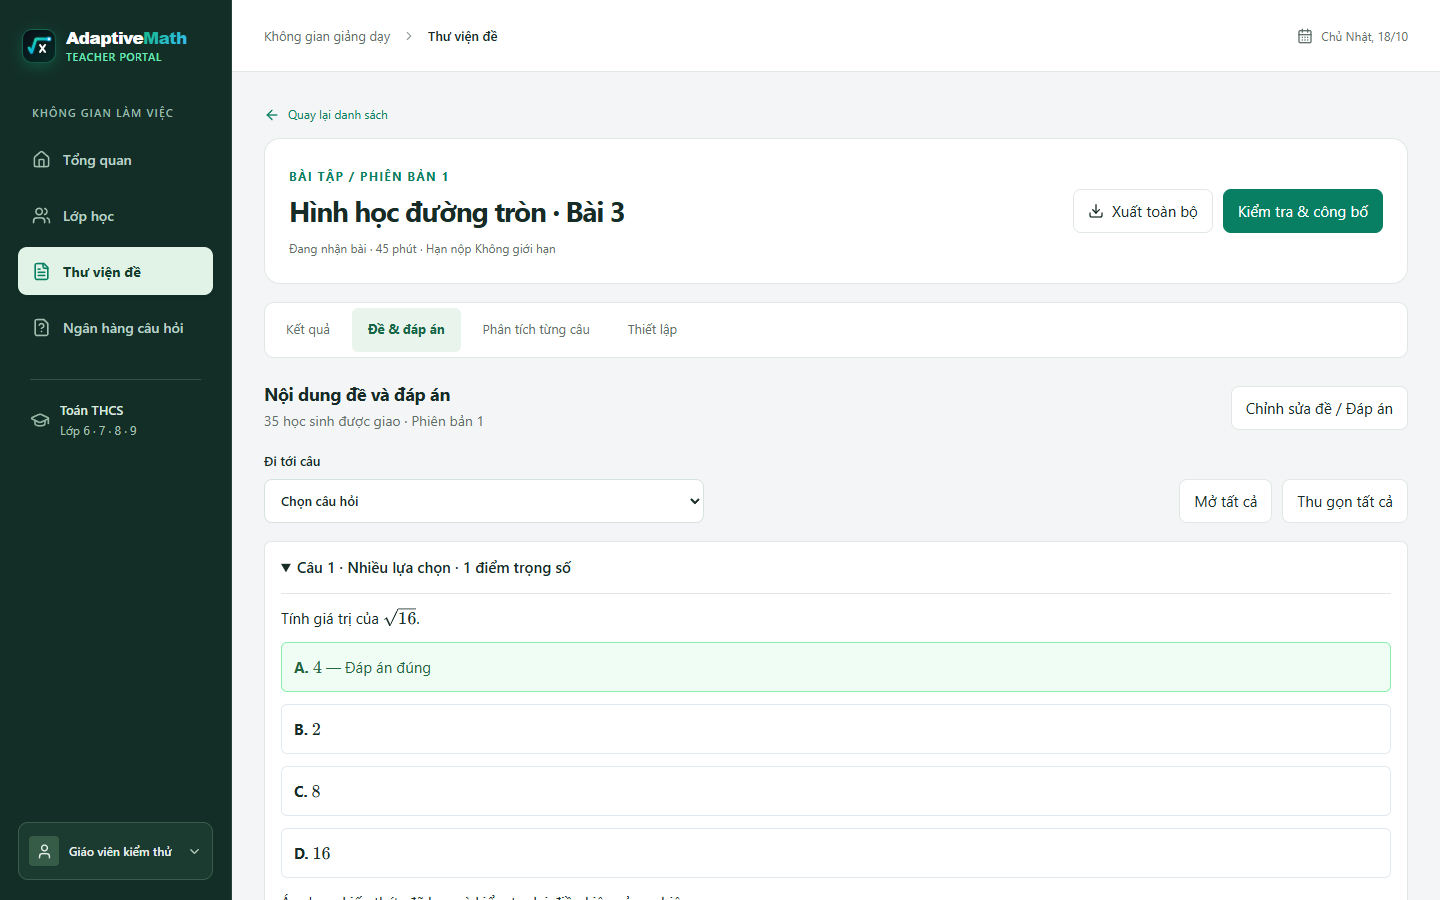 AdaptiveMath
TEACHER PORTAL
KHÔNG GIAN LÀM VIỆC
Tổng quan
Lớp học
Thư viện đề
Ngân hàng câu hỏi
Toán THCS
Lớp 6 · 7 · 8 · 9
Giáo viên kiểm thử
Không gian giảng dạy > Thư viện đề
Chủ Nhật, 18/10
← Quay lại danh sách
BÀI TẬP / PHIÊN BẢN 1
Hình học đường tròn · Bài 3
Đang nhận bài · 45 phút · Hạn nộp Không giới hạn
Xuất toàn bộ
Kiểm tra & công bố
Kết quả
Đề & đáp án
Phân tích từng câu
Thiết lập
Nội dung đề và đáp án
35 học sinh được giao · Phiên bản 1
Chỉnh sửa đề / Đáp án
Đi tới câu
Chọn câu hỏi
Mở tất cả
Thu gọn tất cả
▼ Câu 1 · Nhiều lựa chọn · 1 điểm trọng số
Tính giá trị của √16.
A. 4 — Đáp án đúng
B. 2
C. 8
D. 16